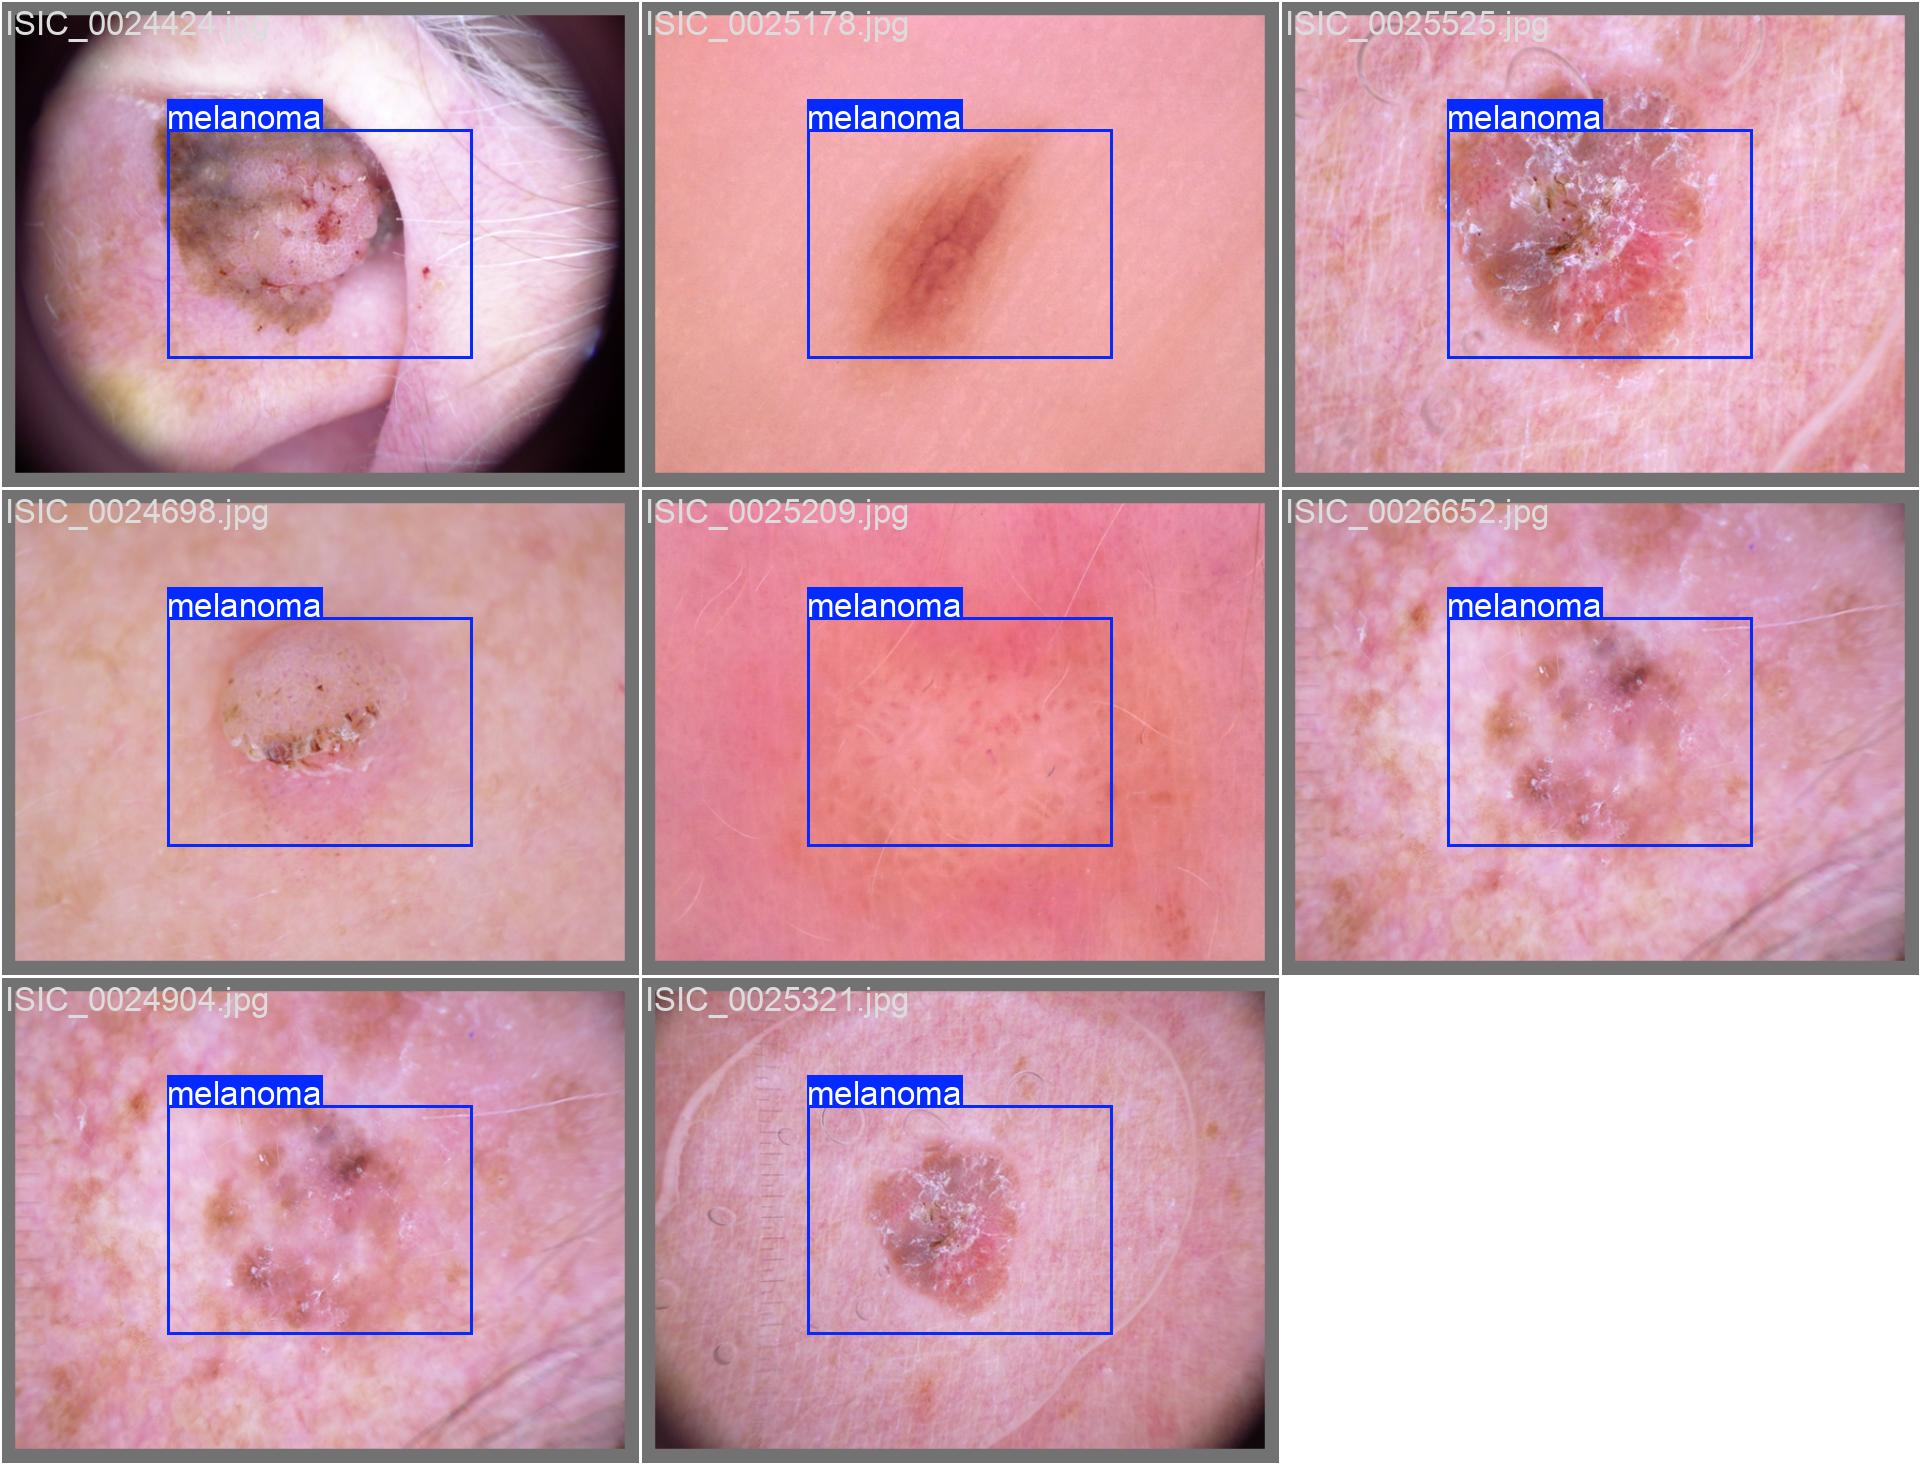 ISIC_0024424.jpg
melanoma
ISIC_0025178.jpg
melanoma
ISIC_0025525.jpg
melanoma
ISIC_0024698.jpg
melanoma
ISIC_0025209.jpg
melanoma
ISIC_0026652.jpg
melanoma
ISIC_0024904.jpg
melanoma
ISIC_0025321.jpg
melanoma